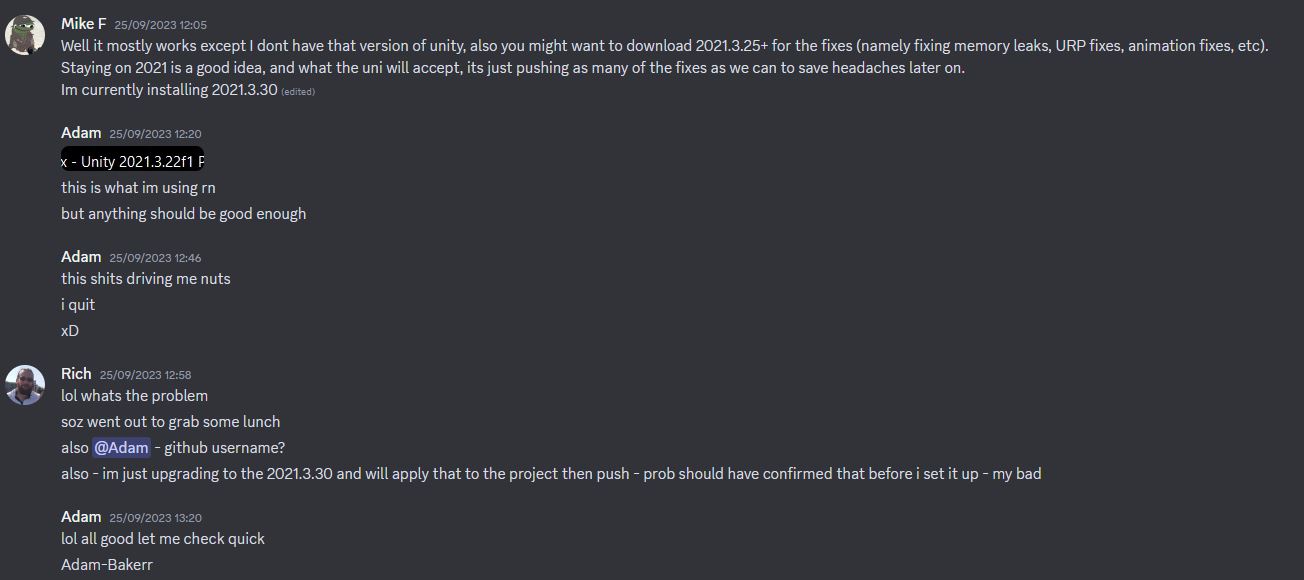 Mike F 25/09/2023 12:05
Well it mostly works except I dont have that version of unity, also you might want to download 2021.3.25+ for the fixes (namely fixing memory leaks, URP fixes, animation fixes, etc).
Staying on 2021 is a good idea, and what the uni will accept, its just pushing as many of the fixes as we can to save headaches later on.
Im currently installing 2021.3.30 (edited)
Adam 25/09/2023 12:20
x - Unity 2021.3.22f1 P
this is what im using rn
but anything should be good enough
Adam 25/09/2023 12:46
this shits driving me nuts
i quit
xD
Rich 25/09/2023 12:58
lol whats the problem
soz went out to grab some lunch
also @Adam - github username?
also - im just upgrading to the 2021.3.30 and will apply that to the project then push - prob should have confirmed that before i set it up - my bad
Adam 25/09/2023 13:20
lol all good let me check quick
Adam-Bakerr